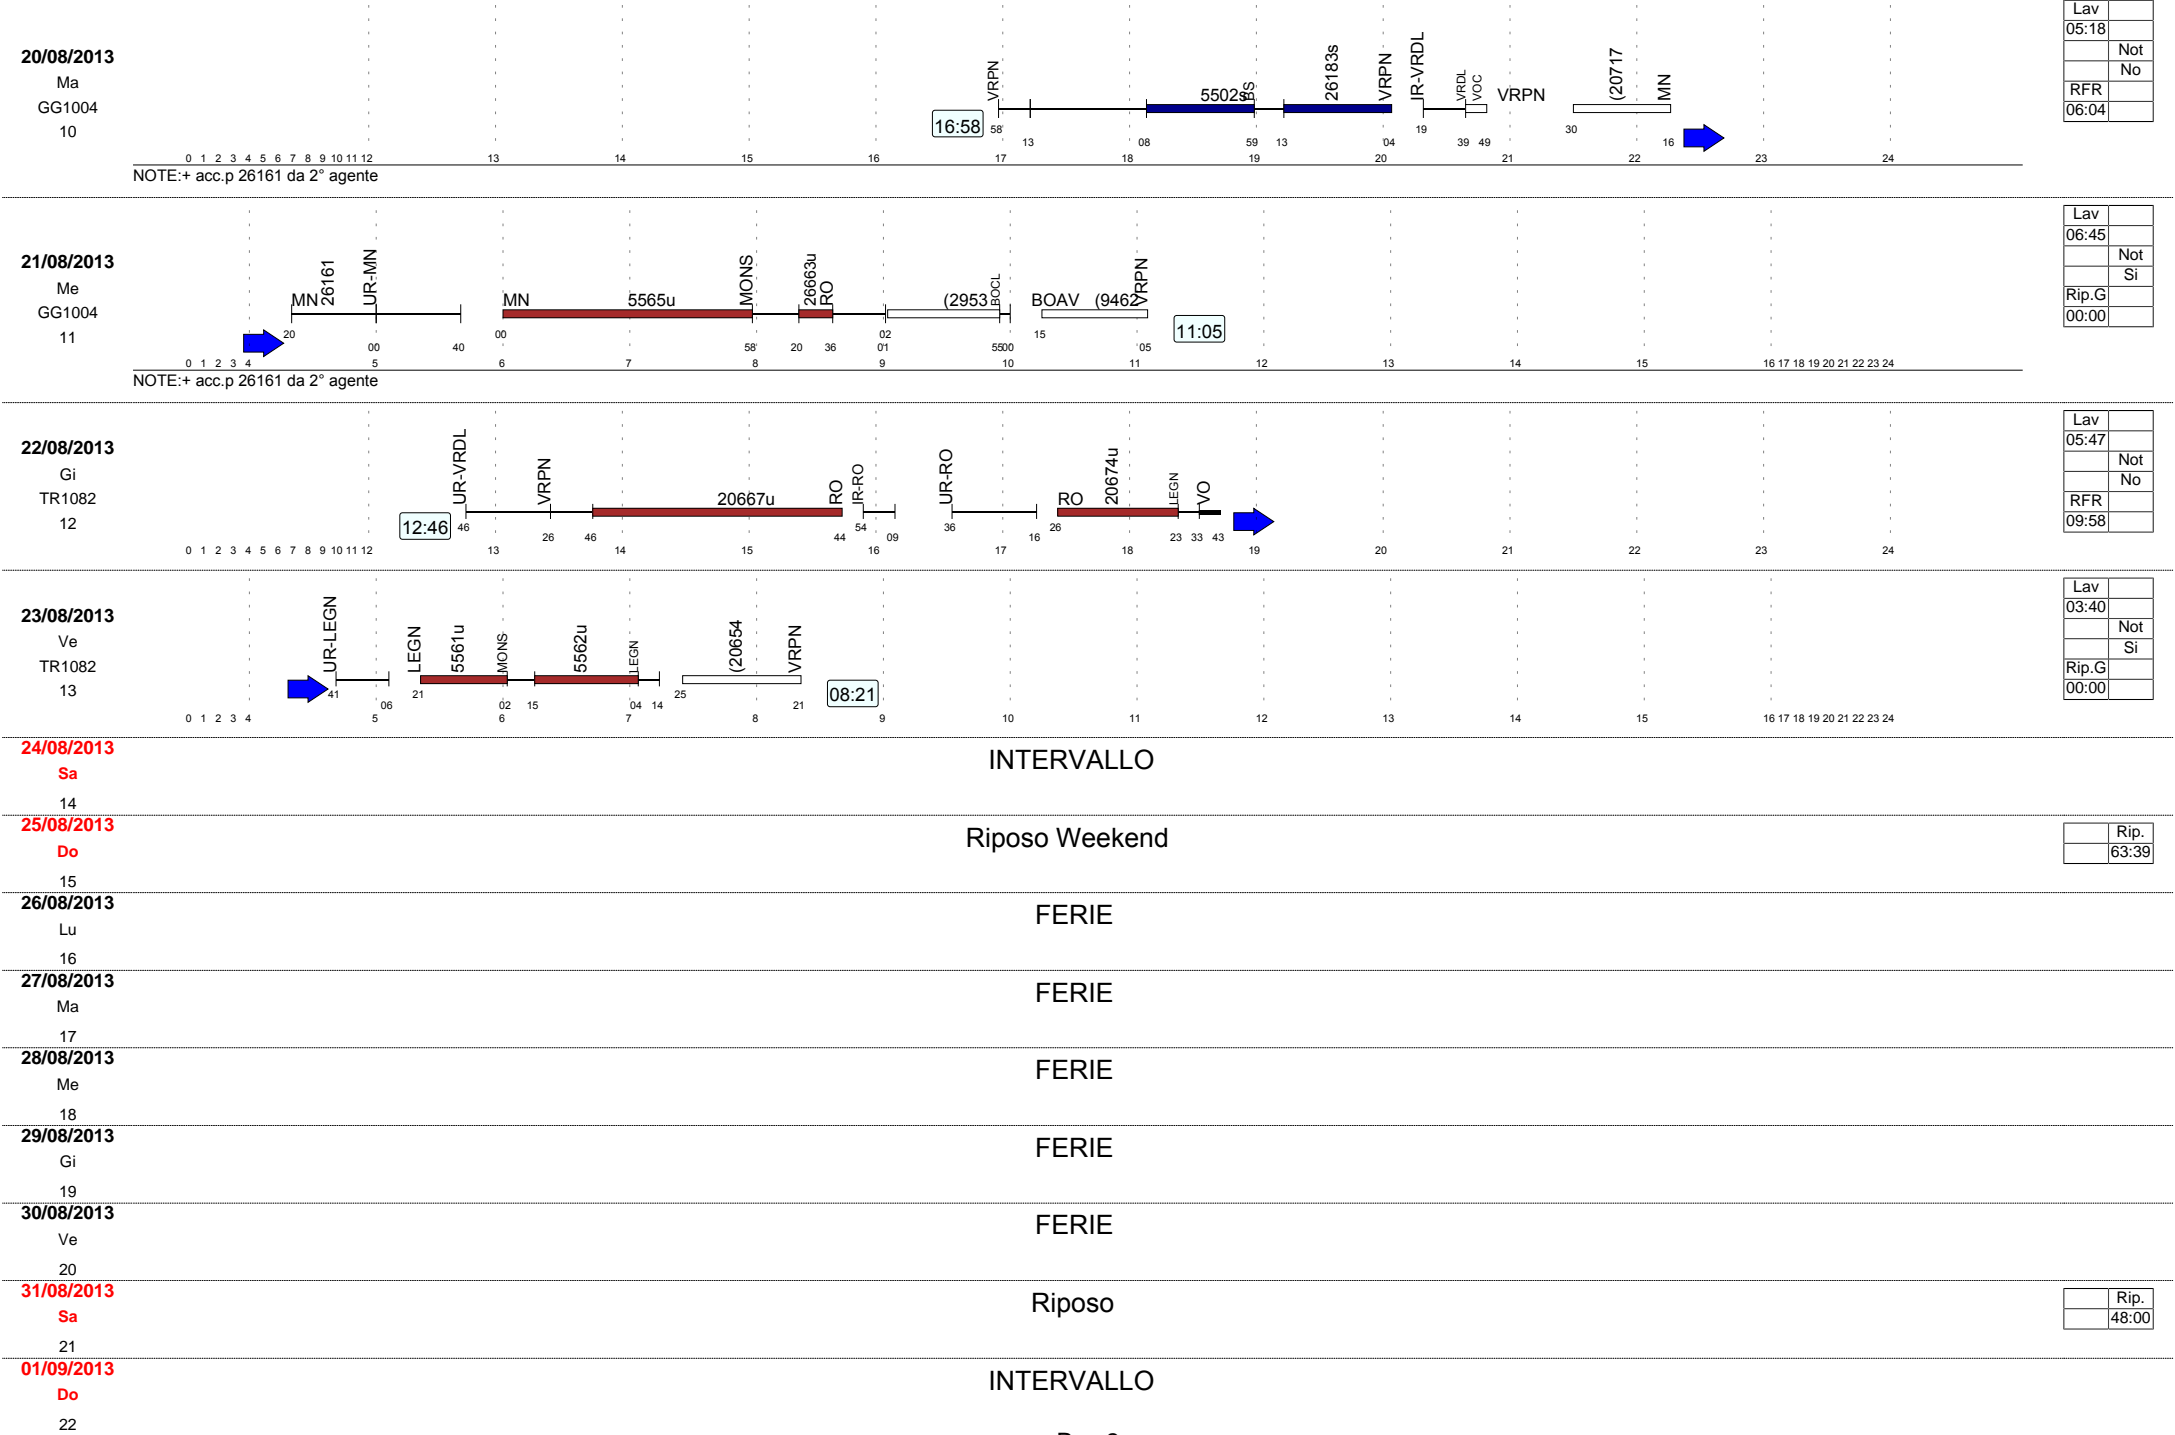 Lav
05:18
Not
No
RFR
06:04
20/08/2013
Ma
GG1004
10
16:58
VRPN
5502s
BS
26183s
VRPN
IR-VRDL
VRDL
VOC
VRPN
(20717
MN
58 13 08 59 13 04 19 39 49 30 16
0 1 2 3 4 5 6 7 8 9 10 11 12 13 14 15 16 17 18 19 20 21 22 23 24
NOTE:+ acc.p 26161 da 2° agente
Lav
06:45
Not
Si
Rip.G
00:00
21/08/2013
Me
GG1004
11
MN
26161
UR-MN
MN
5565u
MONS
26663u
RO
(2953
BOCL
BOAV
(9462
VRPN
11:05
20 00 40 00 58 20 36 02 01 55 00 15 05
0 1 2 3 4 5 6 7 8 9 10 11 12 13 14 15 16 17 18 19 20 21 22 23 24
NOTE:+ acc.p 26161 da 2° agente
Lav
05:47
Not
No
RFR
09:58
22/08/2013
Gi
TR1082
12
12:46
UR-VRDL
VRPN
20667u
RO
IR-RO
UR-RO
RO
20674u
LEGN
VO
46 26 46 44 54 09 36 16 26 23 33 43
0 1 2 3 4 5 6 7 8 9 10 11 12 13 14 15 16 17 18 19 20 21 22 23 24
Lav
03:40
Not
Si
Rip.G
00:00
23/08/2013
Ve
TR1082
13
UR-LEGN
LEGN
5561u
MONS
5562u
LEGN
(20654
VRPN
08:21
41 06 21 02 15 04 14 25 21
0 1 2 3 4 5 6 7 8 9 10 11 12 13 14 15 16 17 18 19 20 21 22 23 24
24/08/2013
Sa
14
INTERVALLO
25/08/2013
Do
15
Riposo Weekend
Rip.
63:39
26/08/2013
Lu
16
FERIE
27/08/2013
Ma
17
FERIE
28/08/2013
Me
18
FERIE
29/08/2013
Gi
19
FERIE
30/08/2013
Ve
20
FERIE
31/08/2013
Sa
21
Riposo
Rip.
48:00
01/09/2013
Do
22
INTERVALLO